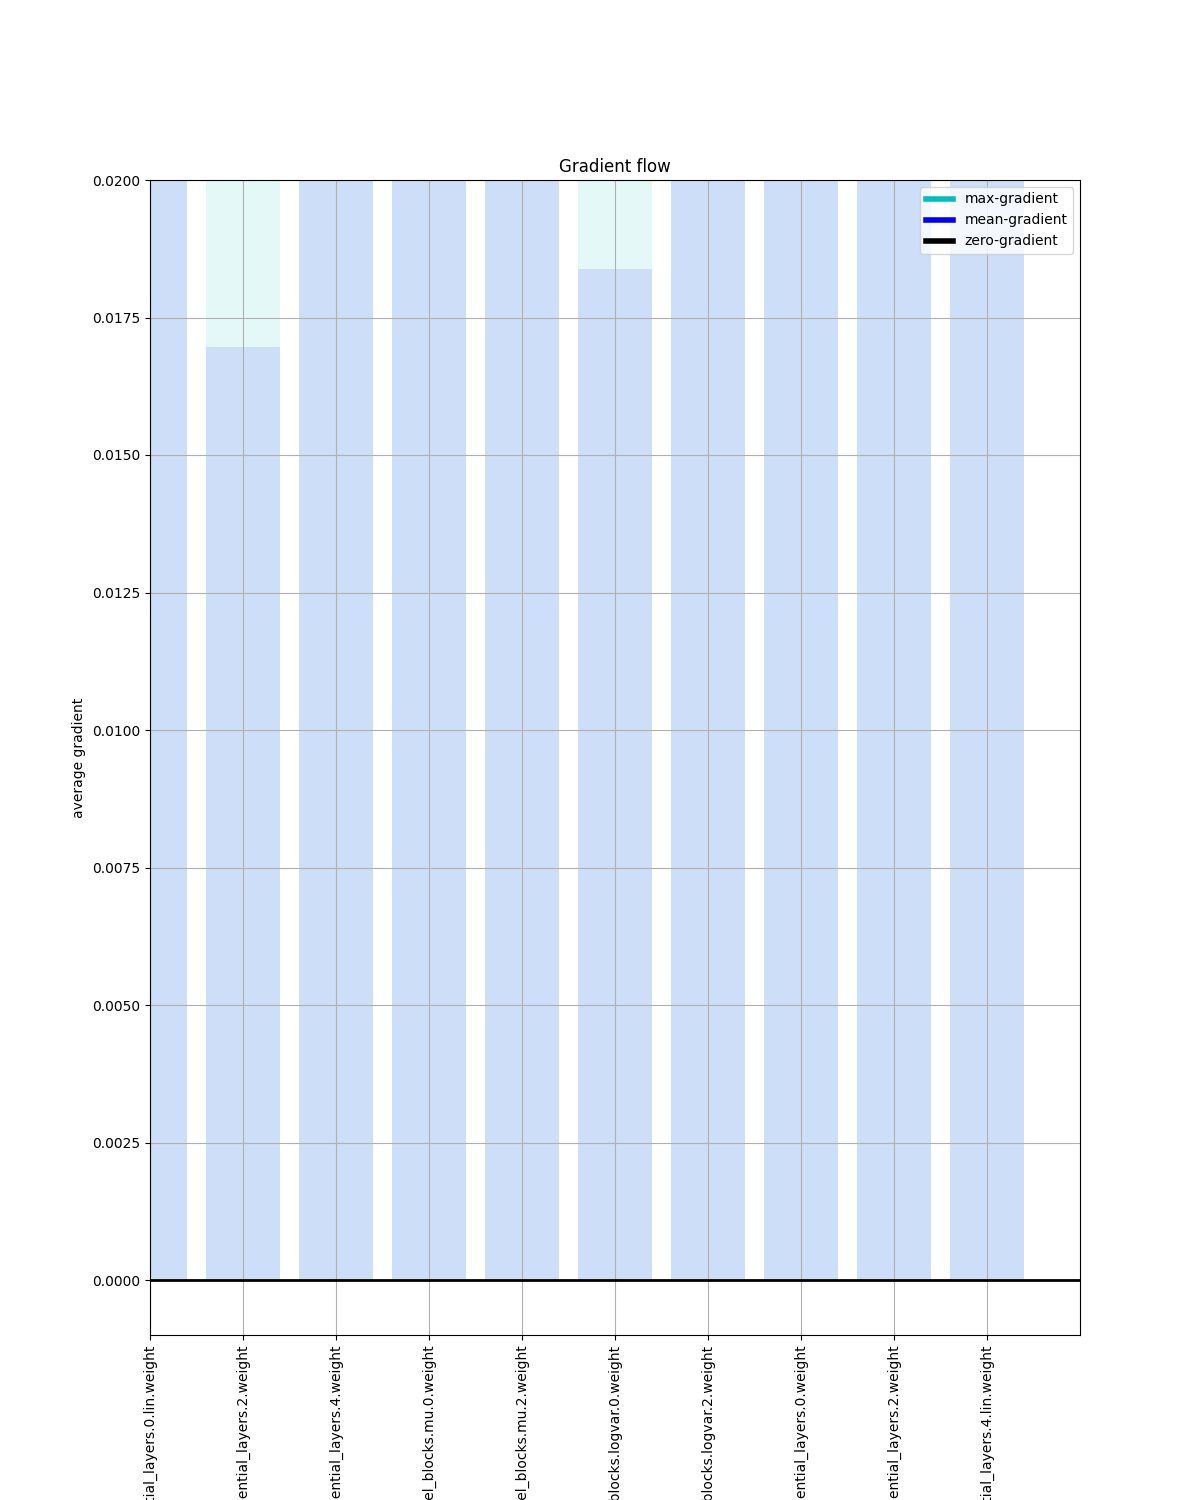 Gradient flow
max-gradient
mean-gradient
zero-gradient
0.0200
0.0175
0.0150
0.0125
0.0100
0.0075
0.0050
0.0025
0.0000
average gradient
tial_layers.0.lin.weight
ential_layers.2.weight
ential_layers.4.weight
el_blocks.mu.0.weight
el_blocks.mu.2.weight
blocks.logvar.0.weight
blocks.logvar.2.weight
ential_layers.0.weight
ential_layers.2.weight
tial_layers.4.lin.weight